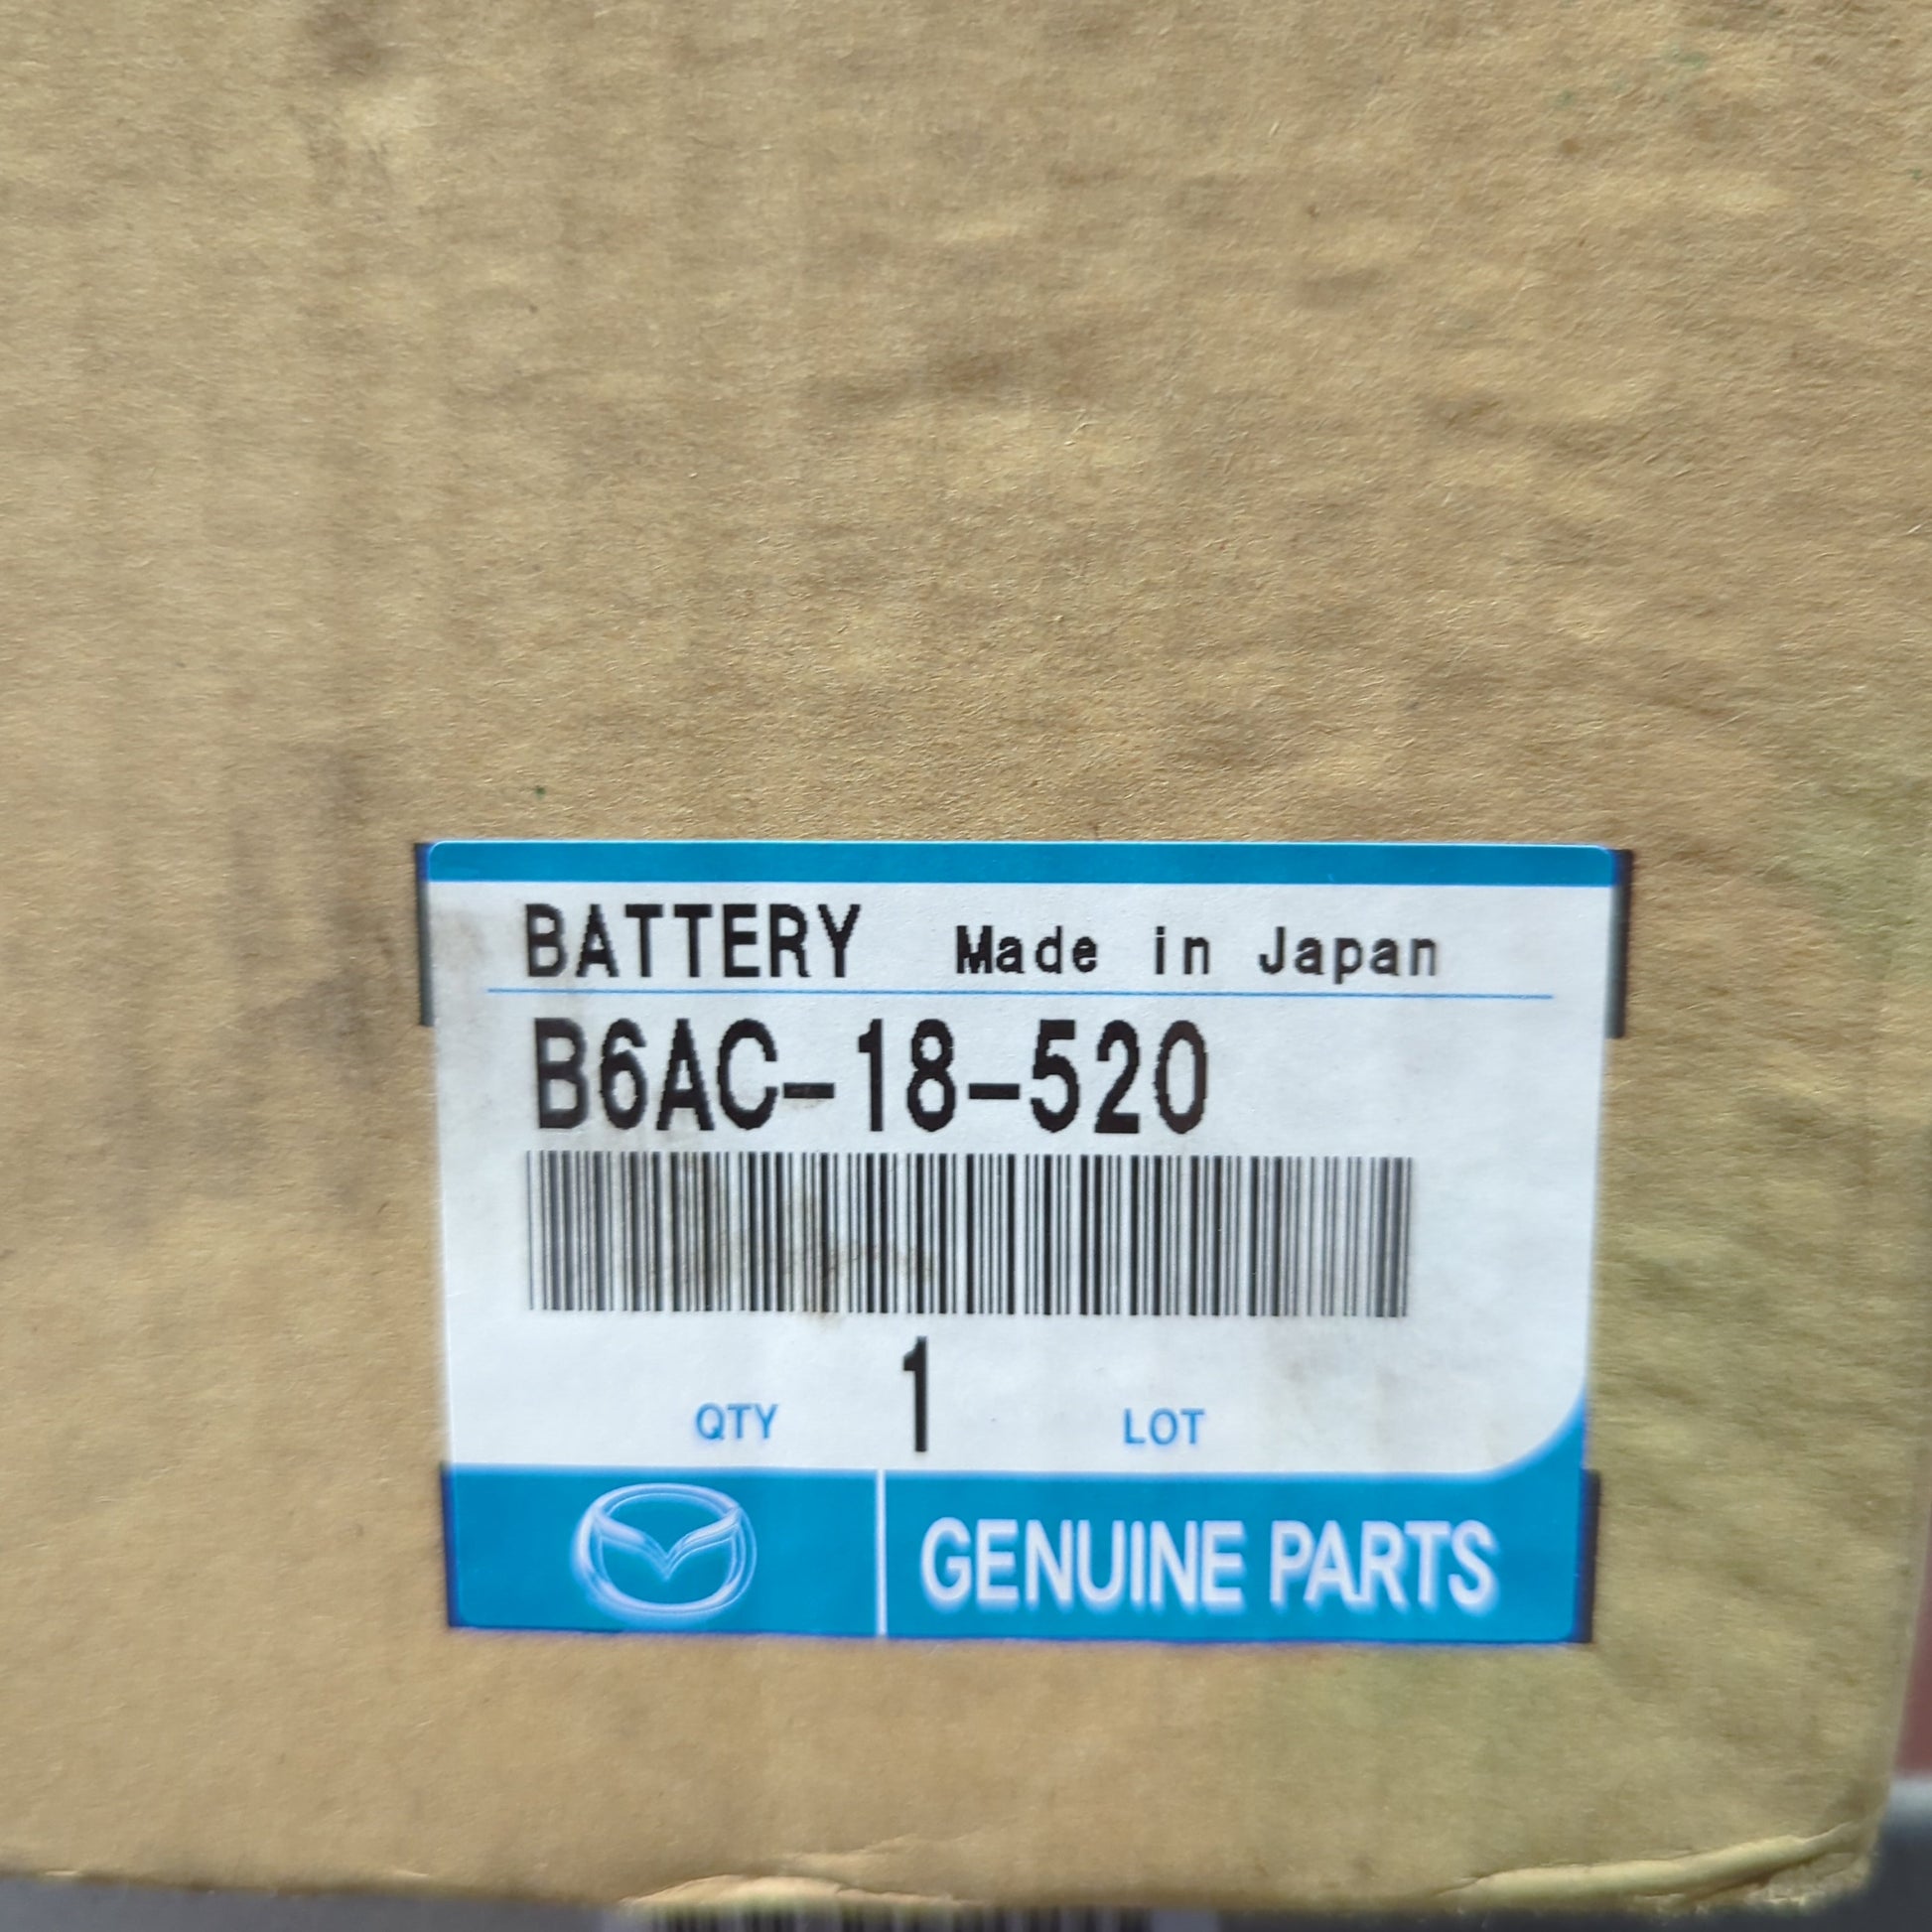 BATTERY Made in Japan
B6AC-18-520
QTY 1 LOT
GENUINE PARTS